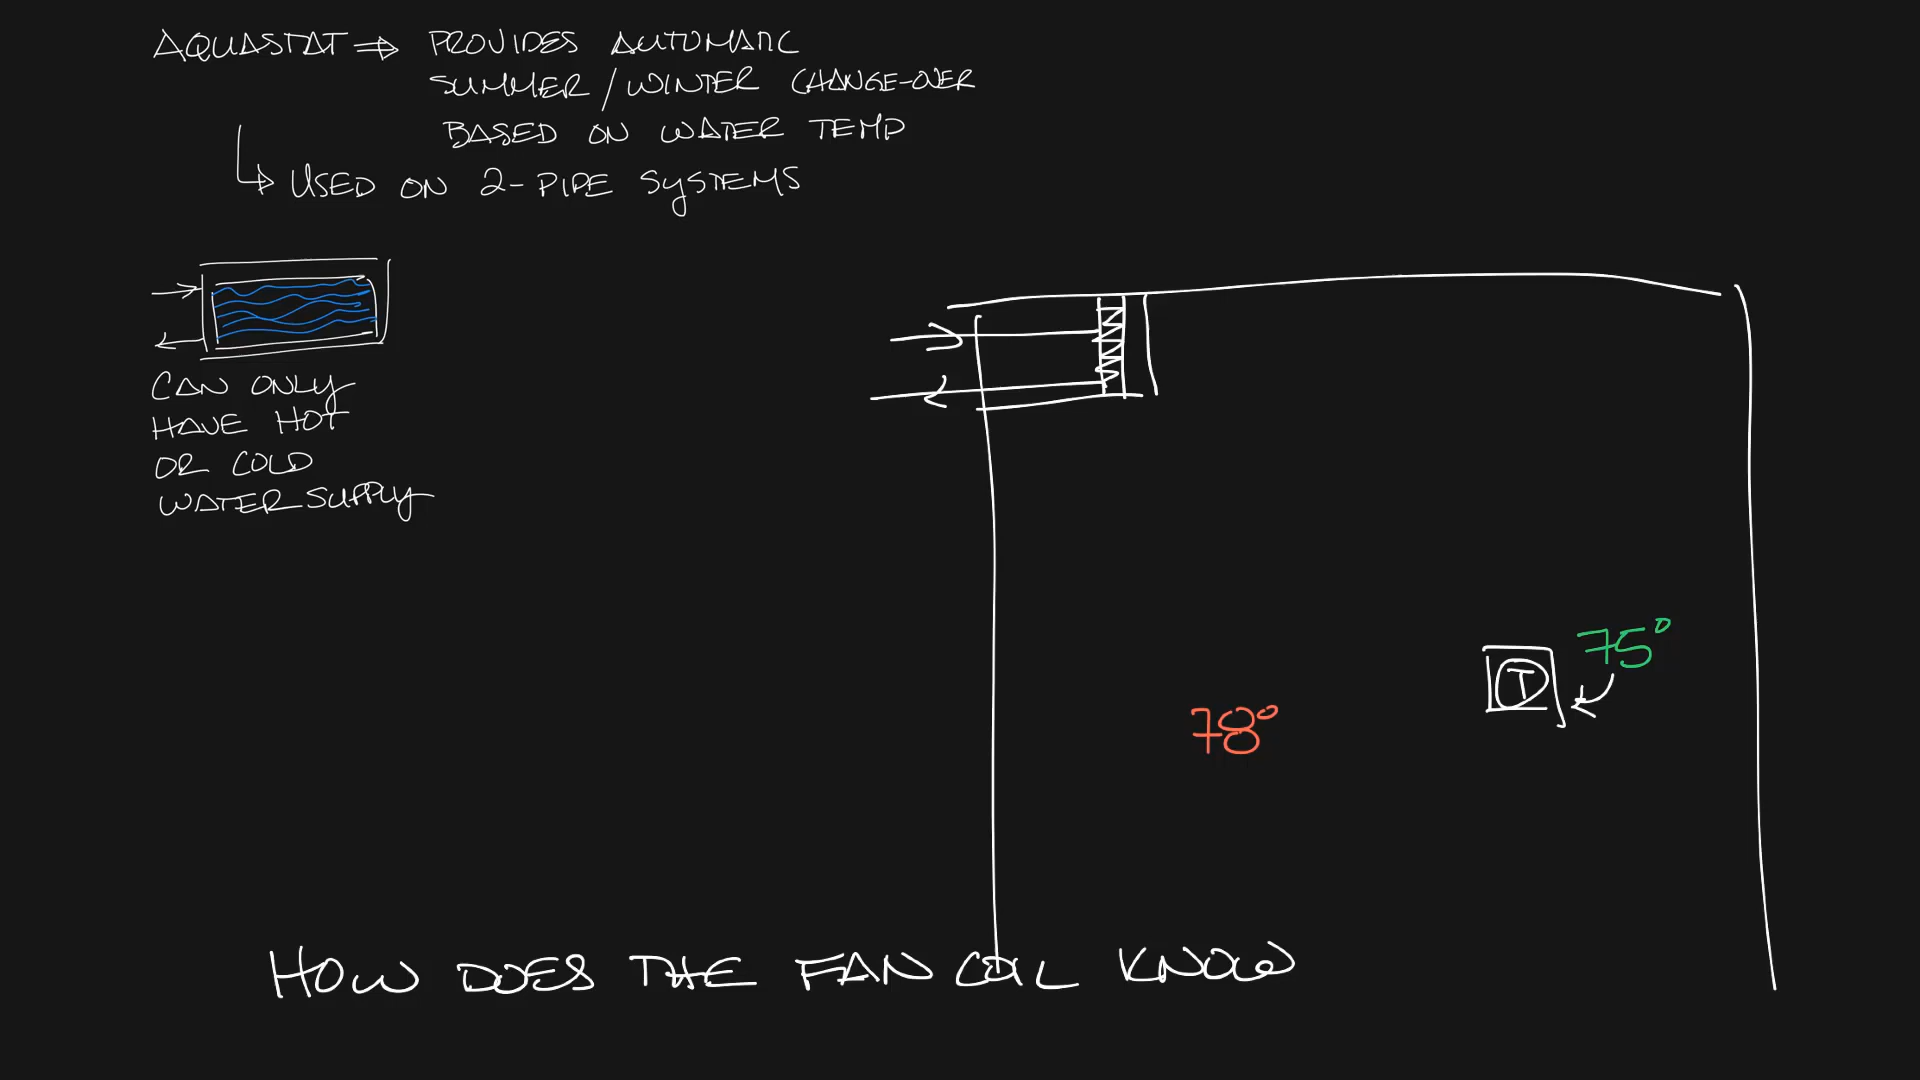 AQUASTAT ⇒ PROVIDES AUTOMATIC
SUMMER / WINTER CHANGE-OVER
BASED ON WATER TEMP
↳ USED ON 2-PIPE SYSTEMS
CAN ONLY
HAVE HOT
OR COLD
WATER SUPPLY
75°
T
78°
HOW DOES THE FAN COIL KNOW